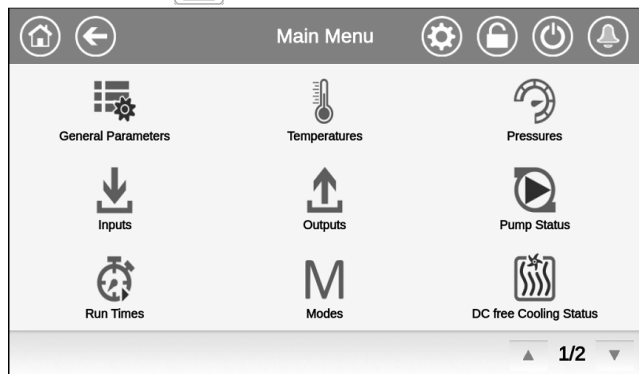 Main Menu
General Parameters
Temperatures
Pressures
Inputs
Outputs
Pump Status
Run Times
M
Modes
DC free Cooling Status
1/2